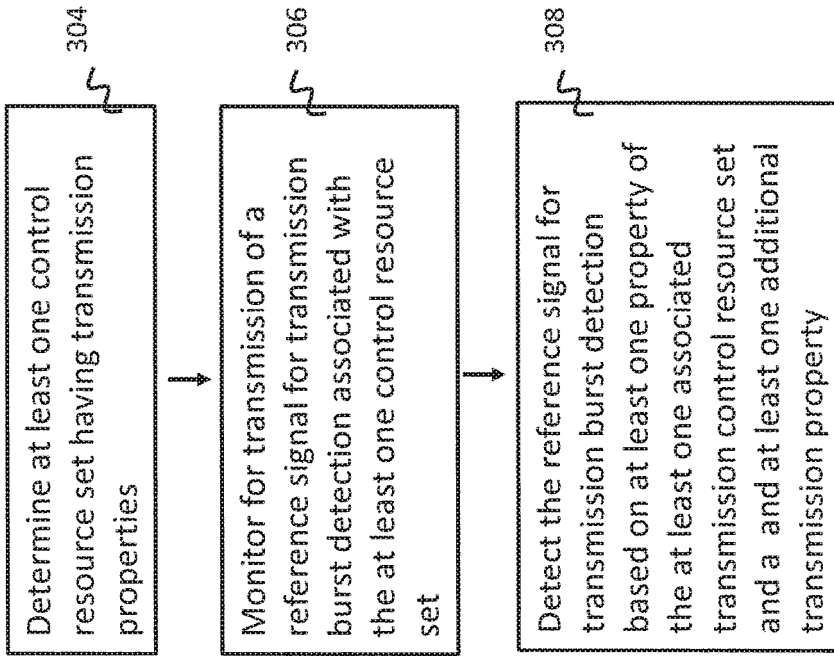 304
Determine at least one control
resource set having transmission
properties
306
Monitor for transmission of a
reference signal for transmission
burst detection associated with
the at least one control resource
set
308
Detect the reference signal for
transmission burst detection
based on at least one property of
the at least one associated
transmission control resource set
and a and at least one additional
transmission property